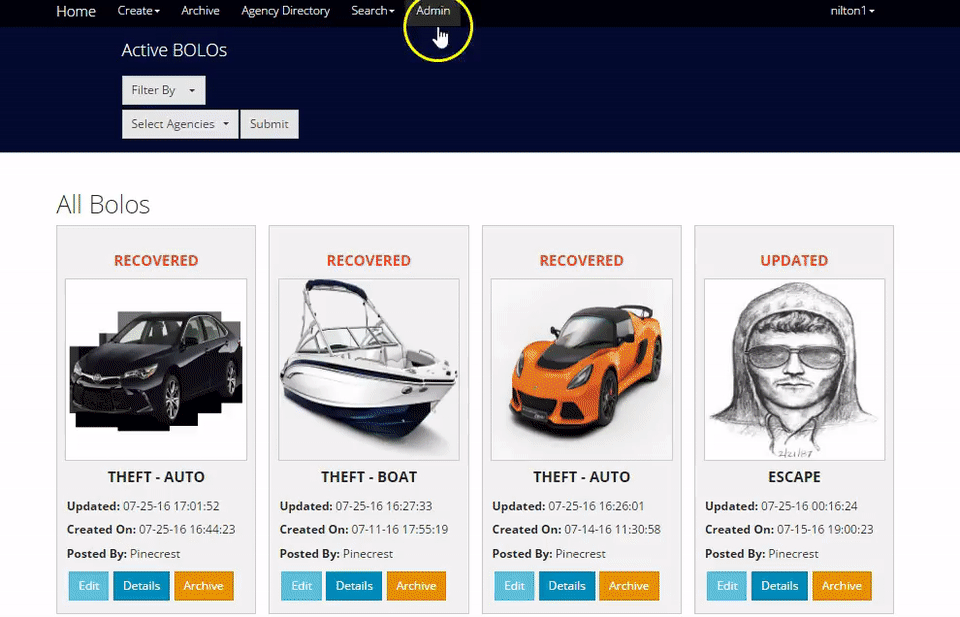 Home Create Archive Agency Directory Search Admin nilton1
Active BOLOs
Filter By
Select Agencies Submit
All Bolos
RECOVERED RECOVERED RECOVERED UPDATED
2/21/87
THEFT - AUTO THEFT - BOAT THEFT - AUTO ESCAPE
Updated: 07-25-16 17:01:52 Updated: 07-25-16 16:27:33 Updated: 07-25-16 16:26:01 Updated: 07-25-16 00:16:24
Created On: 07-25-16 16:44:23 Created On: 07-11-16 17:55:19 Created On: 07-14-16 11:30:58 Created On: 07-15-16 19:00:23
Posted By: Pinecrest Posted By: Pinecrest Posted By: Pinecrest Posted By: Pinecrest
Edit Details Archive Edit Details Archive Edit Details Archive Edit Details Archive